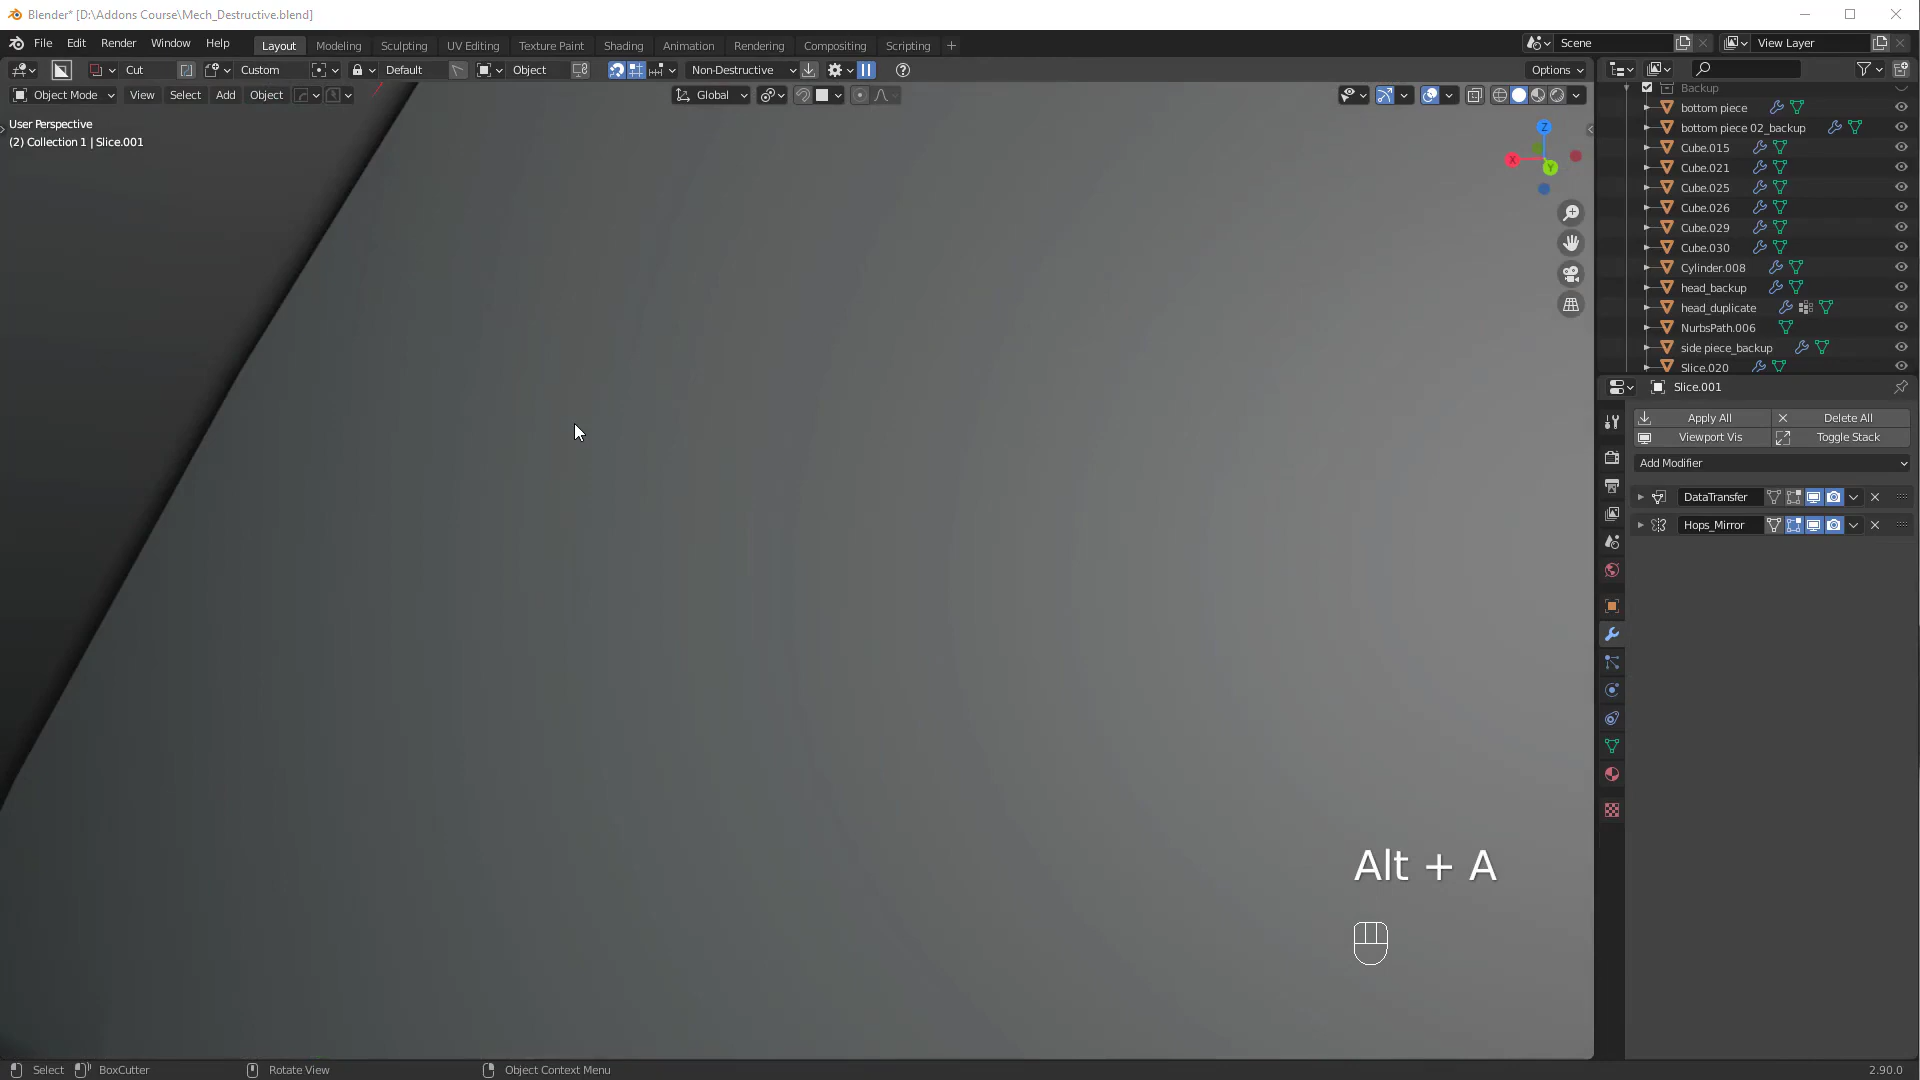 Blender* [D:\Addons Course\Mech_Destructive.blend]
File Edit Render Window Help Layout Modeling Sculpting UV Editing Texture Paint Shading Animation Rendering Compositing Scripting + Scene View Layer
Cut Custom Default Object Non-Destructive Options
Object Mode View Select Add Object Global
User Perspective
(2) Collection 1 | Slice.001
Z
X
Y
Backup
bottom piece
bottom piece 02_backup
Cube.015
Cube.021
Cube.025
Cube.026
Cube.029
Cube.030
Cylinder.008
head_backup
head_duplicate
NurbsPath.006
side piece_backup
Slice.020
Slice.001
Apply All Delete All
Viewport Vis Toggle Stack
Add Modifier
DataTransfer
Hops_Mirror
Alt + A
Select BoxCutter Rotate View Object Context Menu 2.90.0